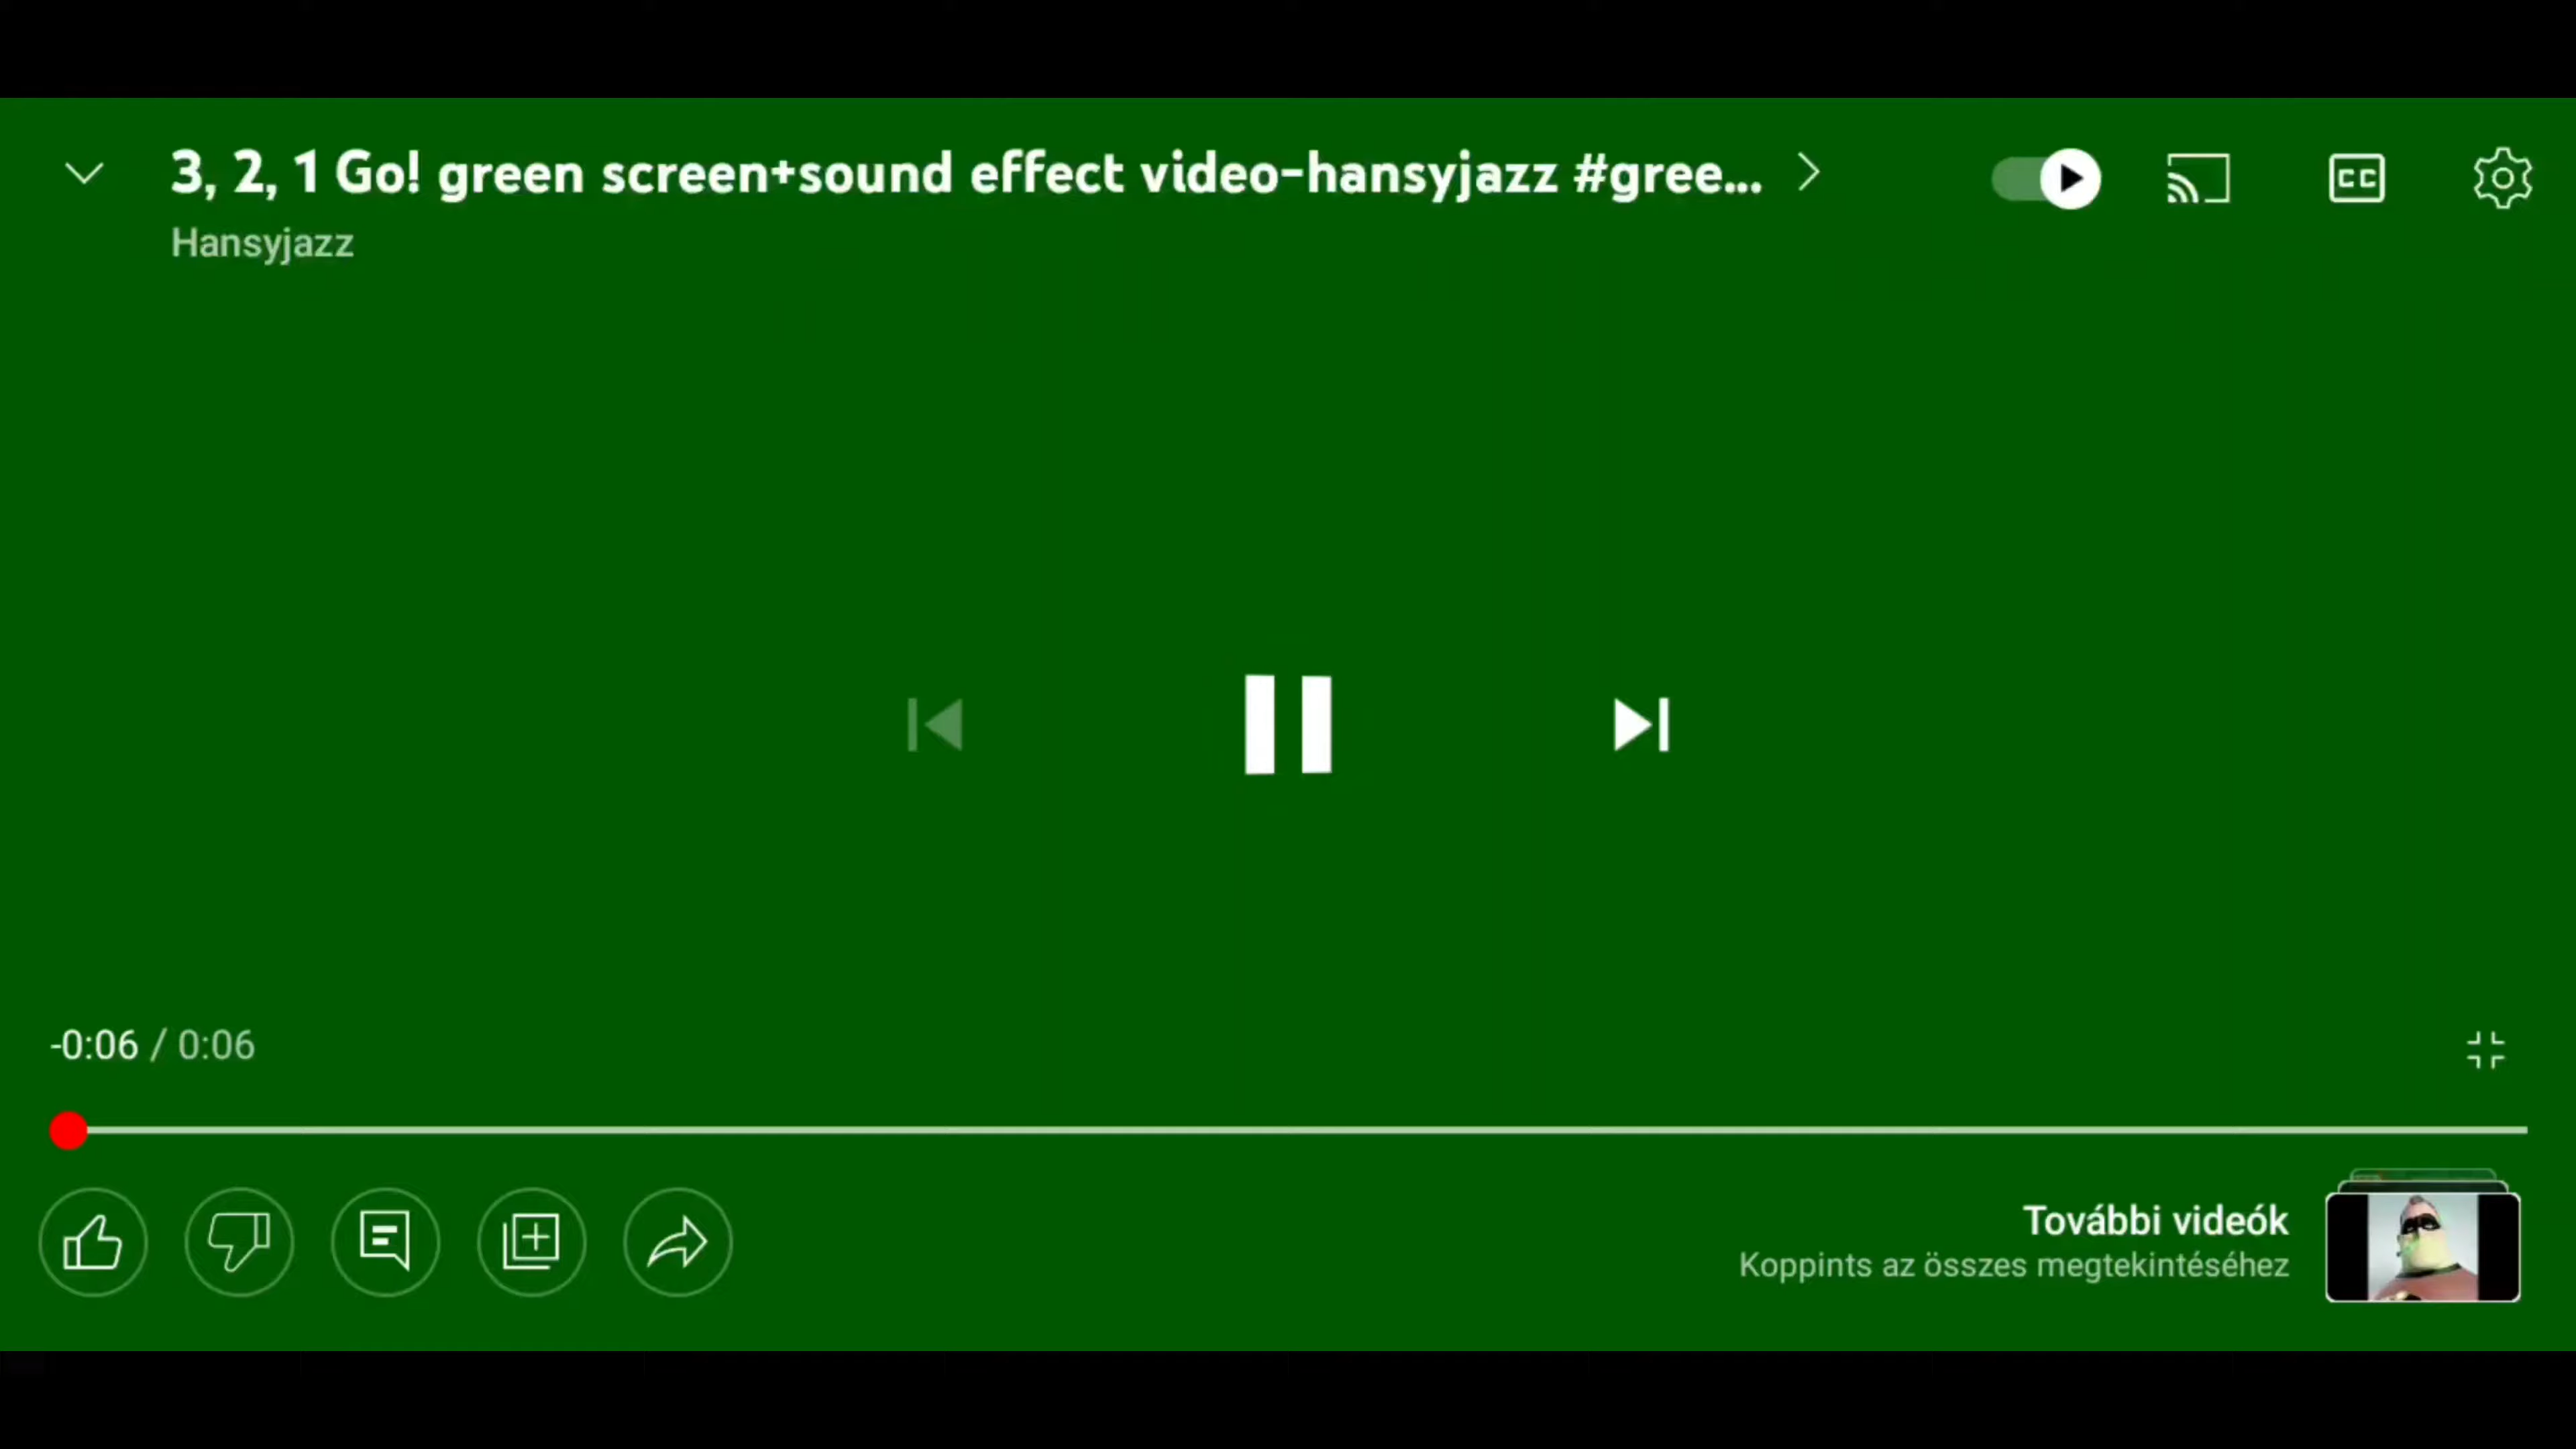 3, 2, 1 Go! green screen+sound effect video-hansyjazz #gree...
Hansyjazz
CC
-0:06 / 0:06
További videók
Koppints az összes megtekintéséhez